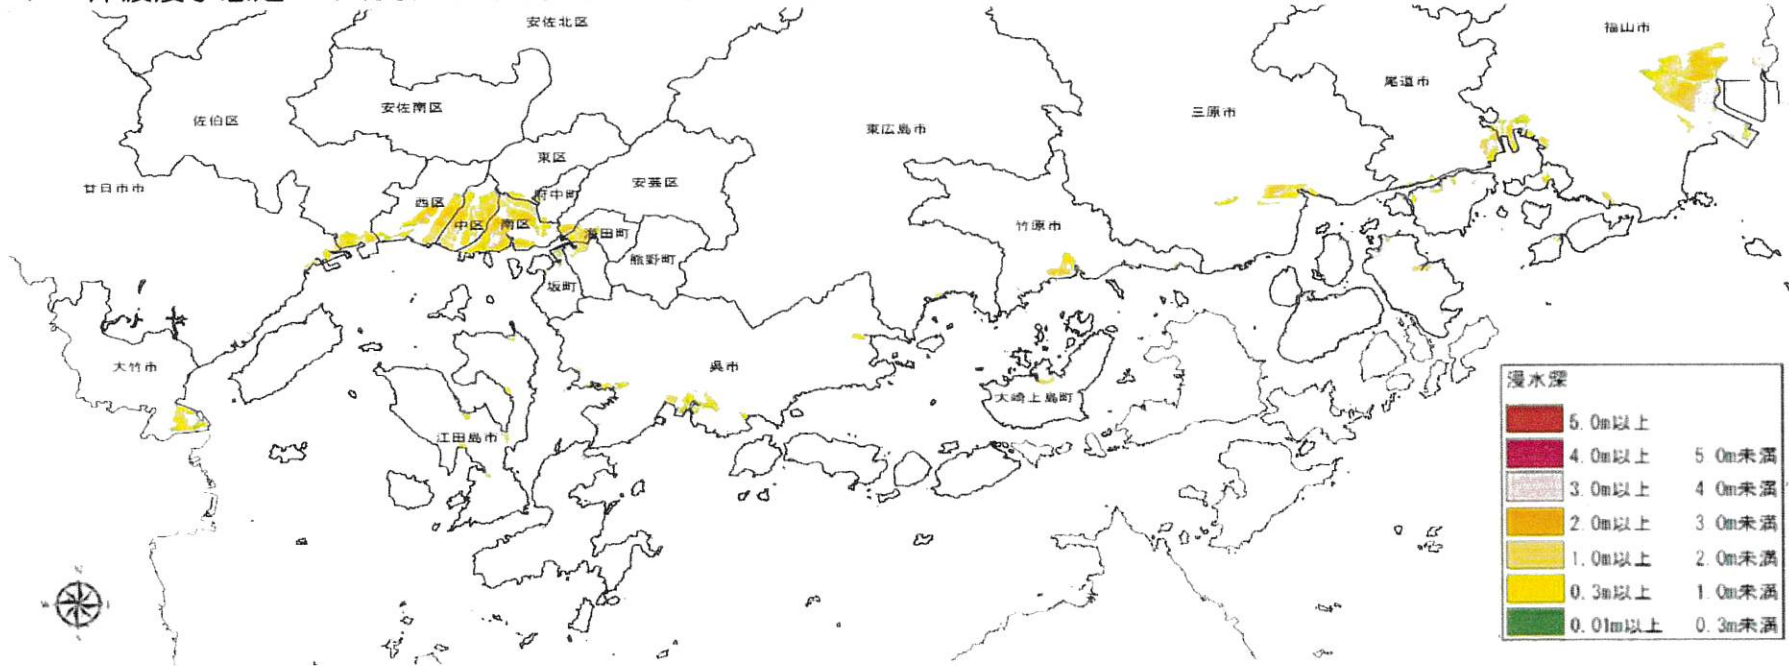 安佐北区
福山市
尾道市
安佐南区
三原市
佐伯区
東広島市
東区
安芸区
廿日市市
府中町
西区
中区
南区
海田町
竹原市
熊野町
坂町
大竹市
呉市
大崎上島町
江田島市
浸水深
5.0m以上
4.0m以上 5 0m未満
3.0m以上 4 0m未満
2.0m以上 3.0m未満
1.0m以上 2.0m未満
0.3m以上 1.0m未満
0.01m以上 0.3m未満